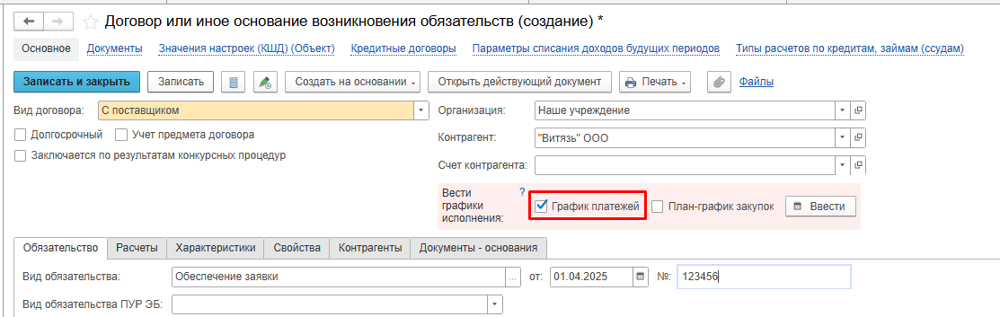 Договор или иное основание возникновения обязательств (создание) *
Основное Документы Значения настроек (КШД) (Объект) Кредитные договоры Параметры списания доходов будущих периодов Типы расчетов по кредитам, займам (ссудам)
Записать и закрыть Записать Создать на основании Открыть действующий документ Печать Файлы
Вид договора: С поставщиком Организация: Наше учреждение
Долгосрочный Учет предмета договора Контрагент: "Витязь" ООО
Заключается по результатам конкурсных процедур Счет контрагента:
Вести графики исполнения: ? График платежей План-график закупок Ввести
Обязательство Расчеты Характеристики Свойства Контрагенты Документы - основания
Вид обязательства: Обеспечение заявки ... от: 01.04.2025 №: 123456
Вид обязательства ПУР ЭБ: